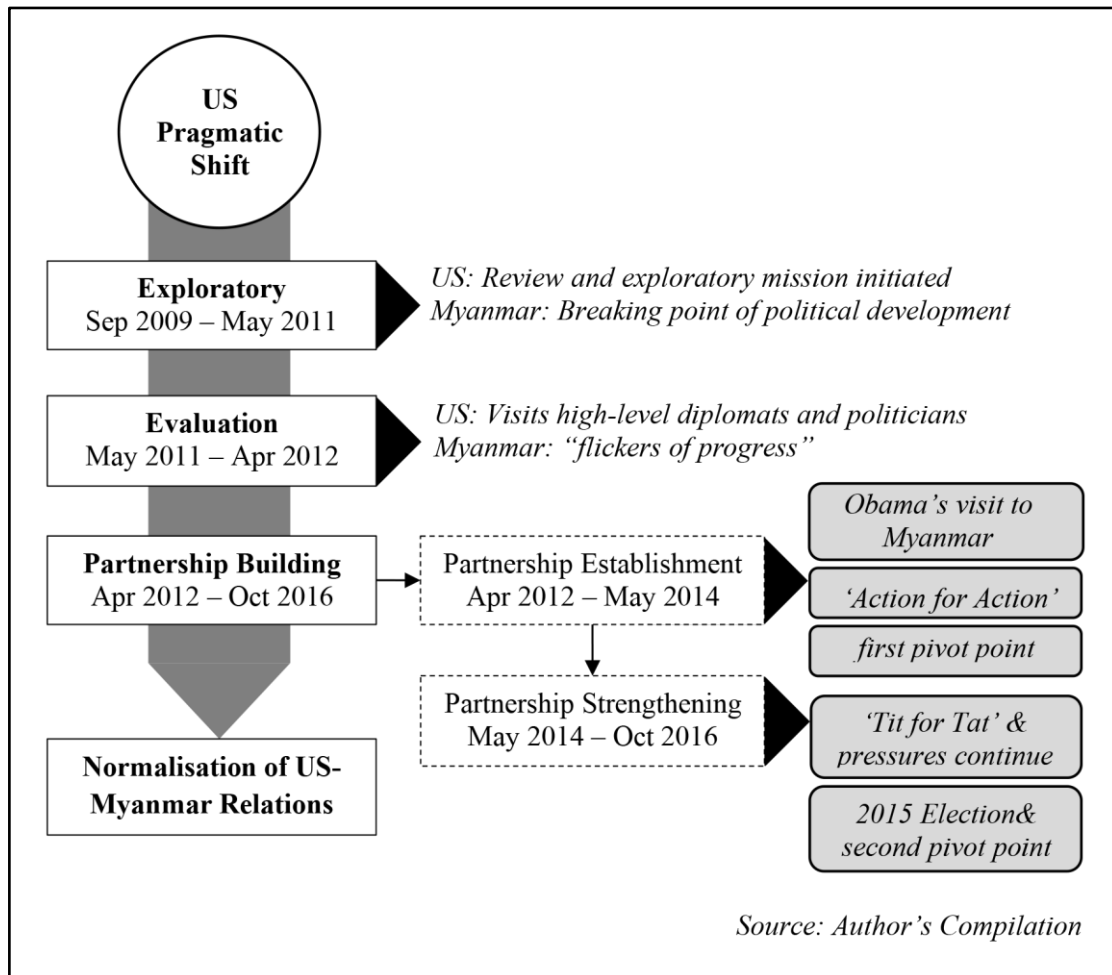 US
Pragmatic
Shift
Exploratory
Sep 2009 – May 2011
US: Review and exploratory mission initiated
Myanmar: Breaking point of political development
Evaluation
May 2011 – Apr 2012
US: Visits high-level diplomats and politicians
Myanmar: “flickers of progress”
Partnership Building
Apr 2012 – Oct 2016
Partnership Establishment
Apr 2012 – May 2014
Obama’s visit to
Myanmar
‘Action for Action’
first pivot point
Partnership Strengthening
May 2014 – Oct 2016
‘Tit for Tat’ &
pressures continue
2015 Election&
second pivot point
Normalisation of US-
Myanmar Relations
Source: Author’s Compilation